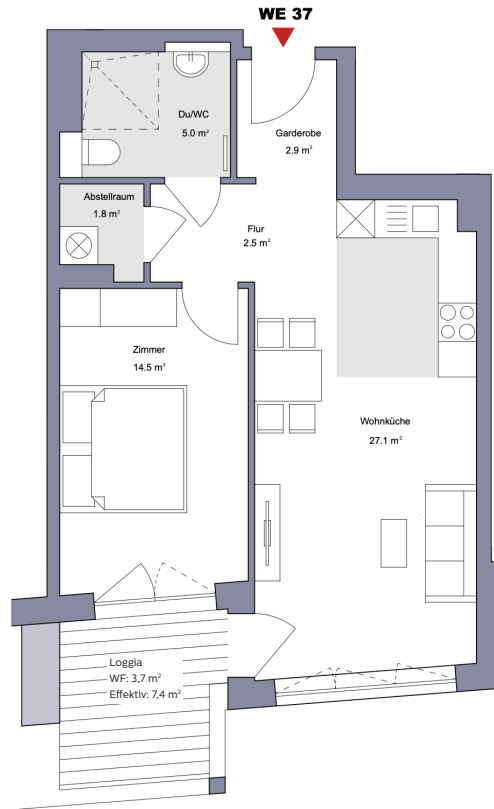 WE 37
Du/WC
5.0 m²
Garderobe
2.9 m²
Abstellraum
1.8 m²
Flur
2.5 m²
Zimmer
14.5 m²
Wohnküche
27.1 m²
Loggia
WF: 3,7 m²
Effektiv: 7,4 m²